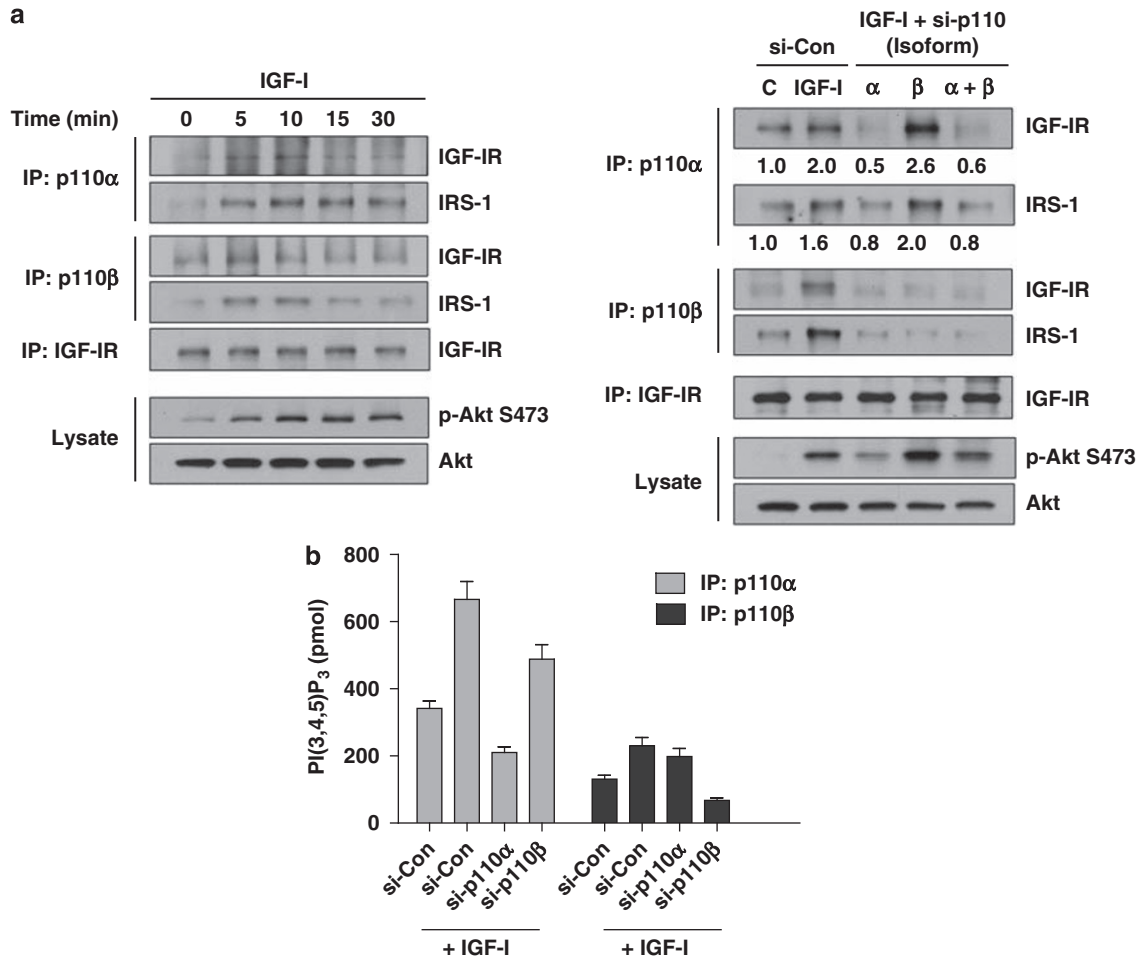 a
IGF-I
Time (min) 0 5 10 15 30
IP: p110α
IGF-IR
IRS-1
IP: p110β
IGF-IR
IRS-1
IP: IGF-IR
IGF-IR
Lysate
p-Akt S473
Akt
si-Con
IGF-I + si-p110
(Isoform)
C IGF-I α β α + β
IP: p110α
IGF-IR
1.0 2.0 0.5 2.6 0.6
IRS-1
1.0 1.6 0.8 2.0 0.8
IP: p110β
IGF-IR
IRS-1
IP: IGF-IR
IGF-IR
Lysate
p-Akt S473
Akt
b
PI(3,4,5)P3 (pmol)
800
600
400
200
0
IP: p110α
IP: p110β
si-Con si-Con si-p110α si-p110β si-Con si-Con si-p110α si-p110β
+ IGF-I + IGF-I